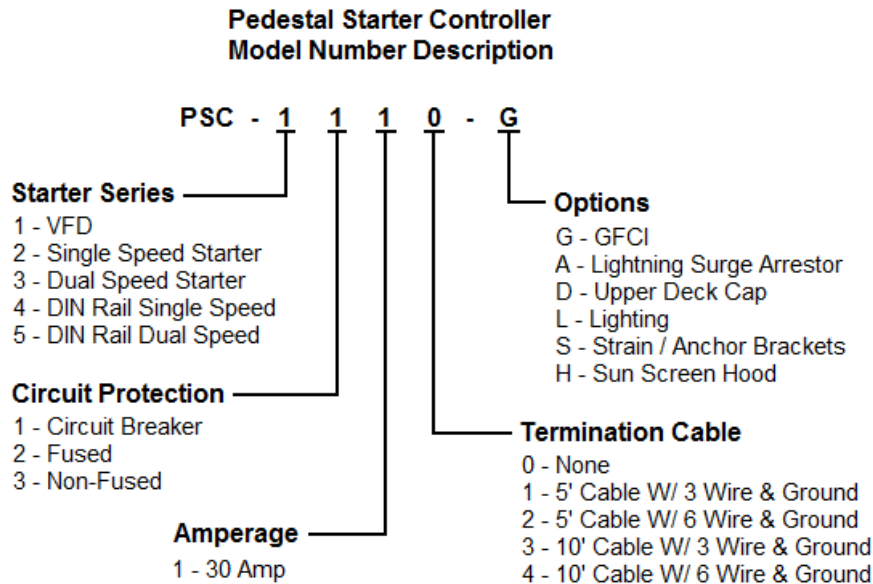 Pedestal Starter Controller
Model Number Description
PSC - 1 1 1 0 - G
Starter Series
1 - VFD
2 - Single Speed Starter
3 - Dual Speed Starter
4 - DIN Rail Single Speed
5 - DIN Rail Dual Speed
Circuit Protection
1 - Circuit Breaker
2 - Fused
3 - Non-Fused
Amperage
1 - 30 Amp
Options
G - GFCI
A - Lightning Surge Arrestor
D - Upper Deck Cap
L - Lighting
S - Strain / Anchor Brackets
H - Sun Screen Hood
Termination Cable
0 - None
1 - 5' Cable W/ 3 Wire & Ground
2 - 5' Cable W/ 6 Wire & Ground
3 - 10' Cable W/ 3 Wire & Ground
4 - 10' Cable W/ 6 Wire & Ground